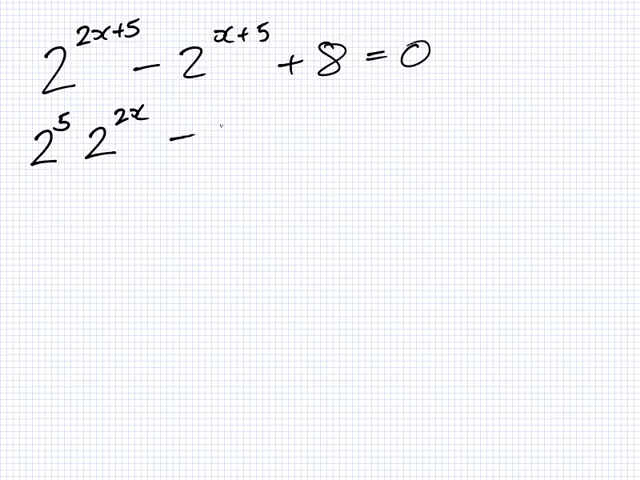 2^{2x+5} - 2^{x+5} + 8 = 0
2^5 2^{2x} -